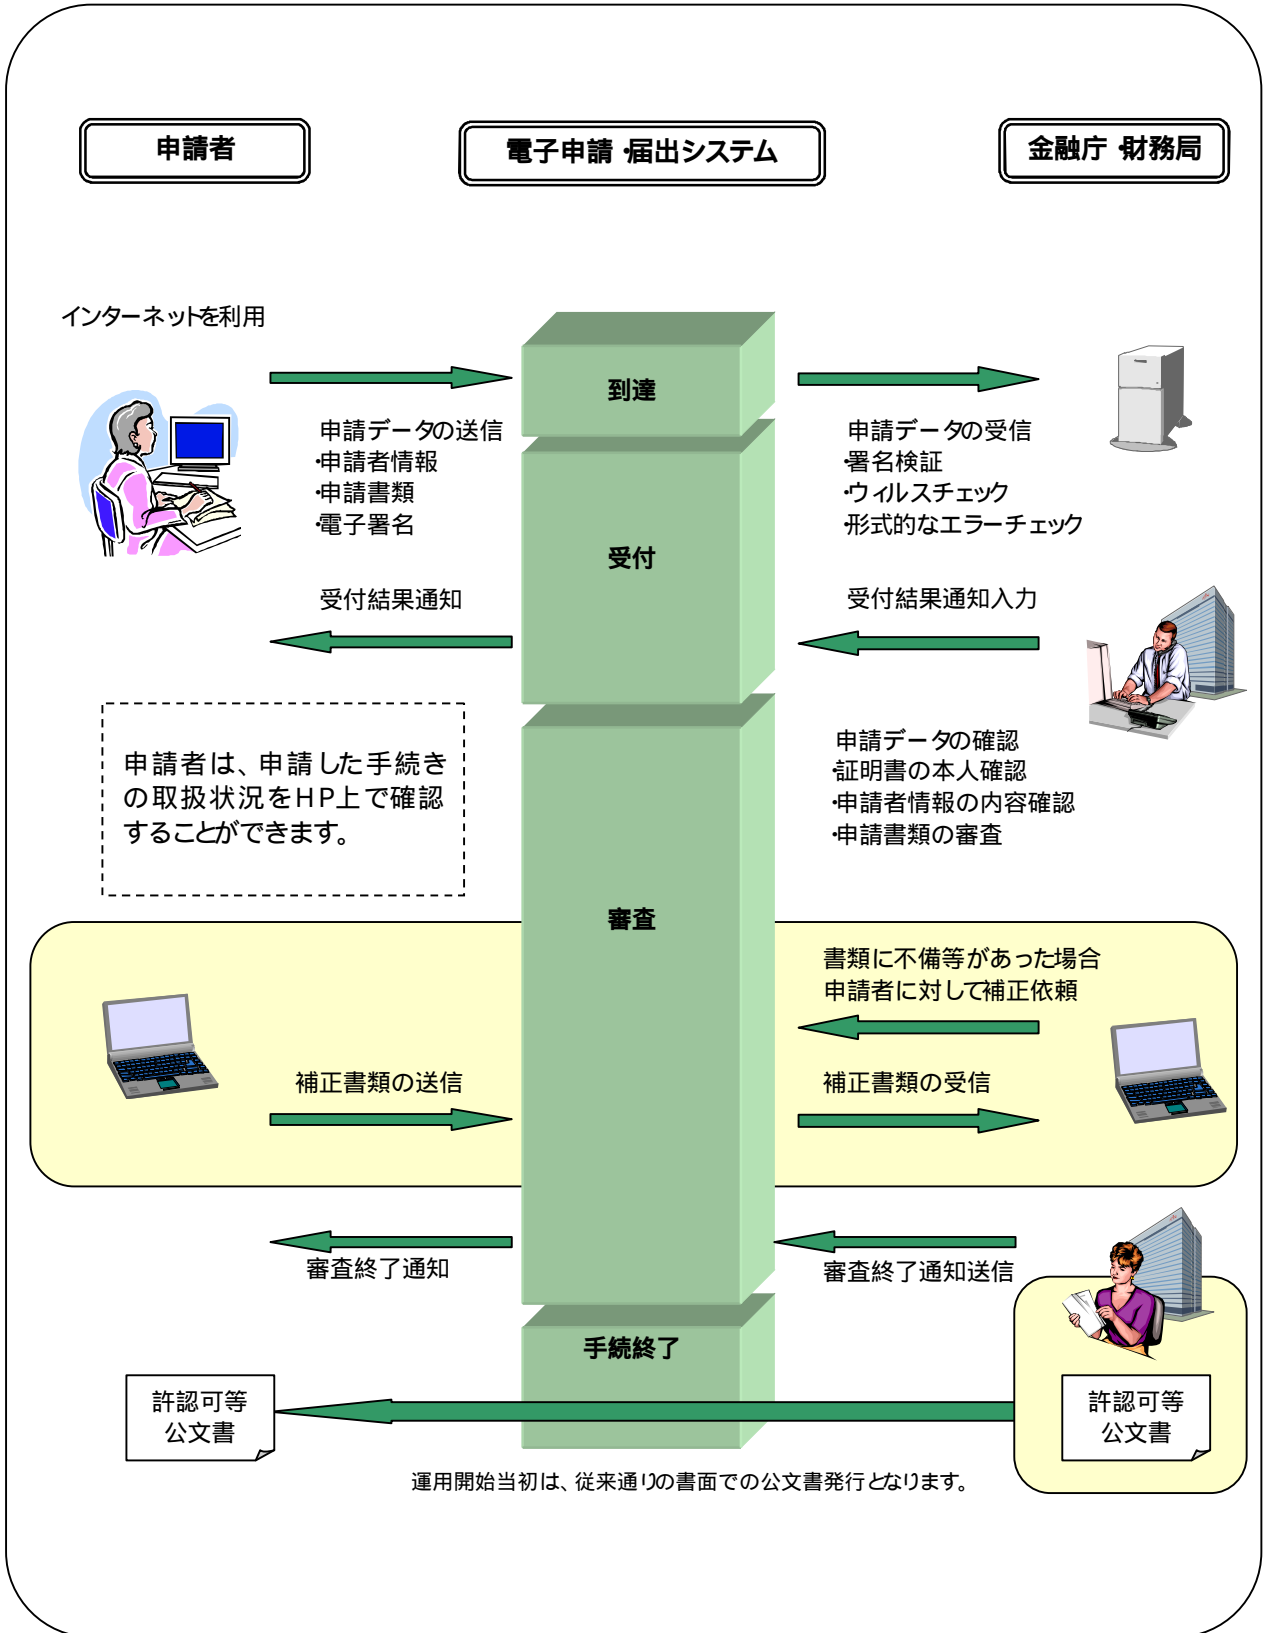 申請者
電子申請・届出システム
金融庁・財務局
インターネットを利用
到達
申請データの送信
・申請者情報
・申請書類
・電子署名
申請データの受信
・署名検証
・ウィルスチェック
・形式的なエラーチェック
受付
受付結果通知
受付結果通知入力
申請者は、申請した手続き
の取扱状況をHP上で確認
することができます。
申請データの確認
・証明書の本人確認
・申請者情報の内容確認
・申請書類の審査
審査
書類に不備等があった場合
申請者に対して補正依頼
補正書類の送信
補正書類の受信
審査終了通知
審査終了通知送信
手続終了
許認可等
公文書
許認可等
公文書
運用開始当初は、従来通りの書面での公文書発行となります。